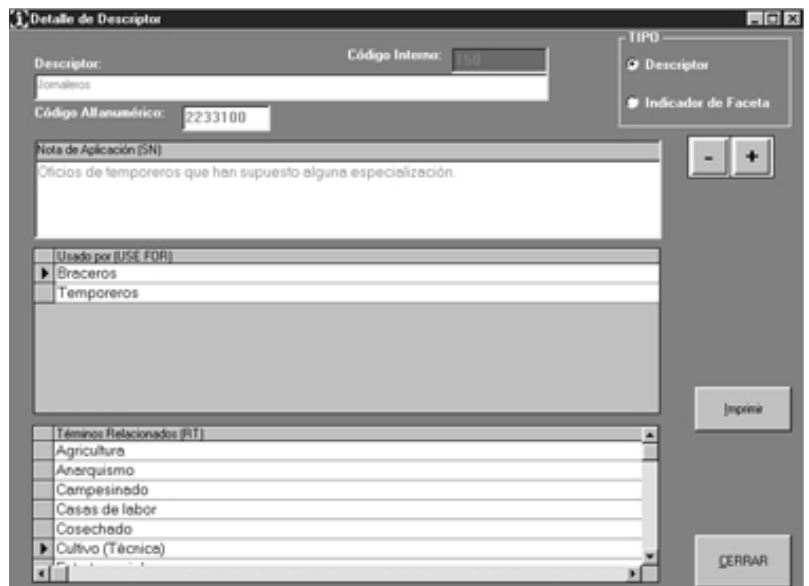 Detalle de Descriptor
TIPO
Código Interno: 150
Descriptor:
Descriptor
Jornaleros
Indicador de Faceta
Código Alfanumérico: 2233100
Nota de Aplicación (SN)
- +
Oficios de temporeros que han supuesto alguna especialización.
Usado por (USE FOR)
Braceros
Temporeros
Imprimir
Términos Relacionados (RT)
Agricultura
Anarquismo
Campesinado
Casas de labor
Cosechado
Cultivo (Técnica)
CERRAR